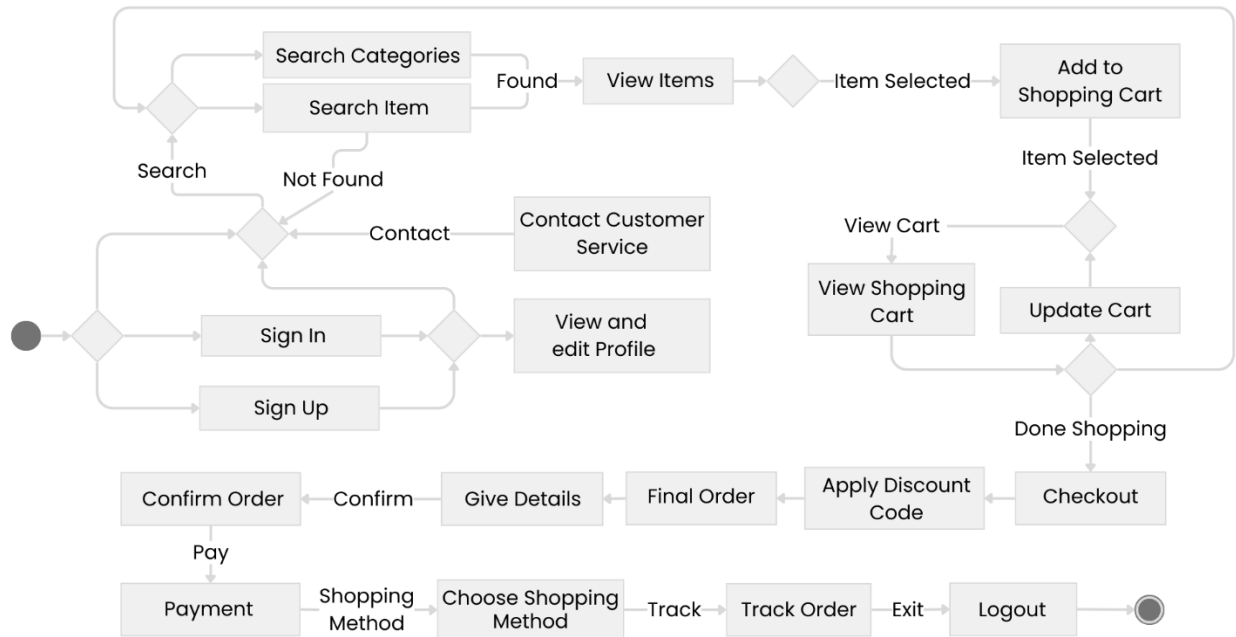 Search Categories
Search Item
Found
View Items
Item Selected
Add to
Shopping Cart
Search
Not Found
Item Selected
Contact
Contact Customer
Service
View Cart
View Shopping
Cart
Update Cart
Sign In
View and
edit Profile
Sign Up
Done Shopping
Confirm Order
Confirm
Give Details
Final Order
Apply Discount
Code
Checkout
Pay
Payment
Shopping
Method
Choose Shopping
Method
Track
Track Order
Exit
Logout